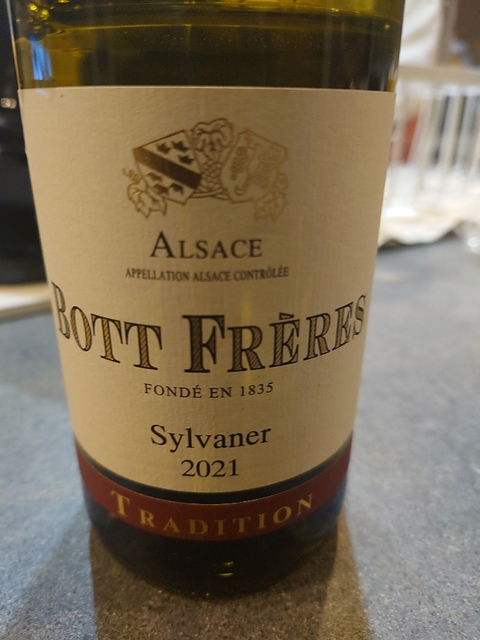 ALSACE
APPELLATION ALSACE CONTRÔLÉE
BOTT FRÈRES
FONDÉ EN 1835
Sylvaner
2021
TRADITION